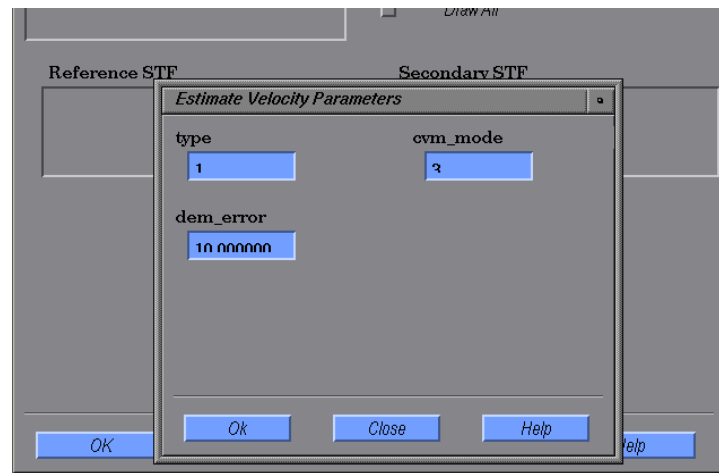 Draw All
Reference STF
Secondary STF
Estimate Velocity Parameters
type
cvm_mode
1
3
dem_error
10.000000
Ok
Close
Help
OK
Help